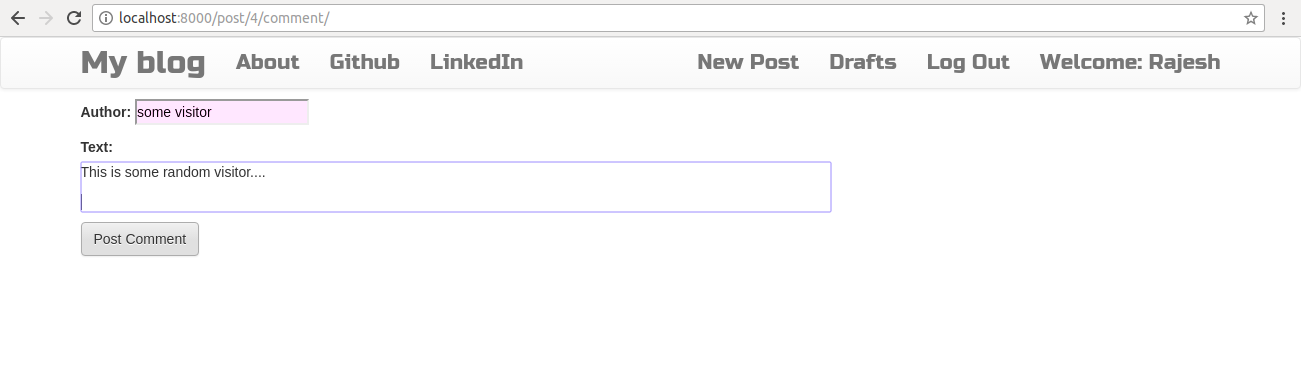 localhost:8000/post/4/comment/
My blog About Github LinkedIn New Post Drafts Log Out Welcome: Rajesh
Author: some visitor
Text:
This is some random visitor....
Post Comment